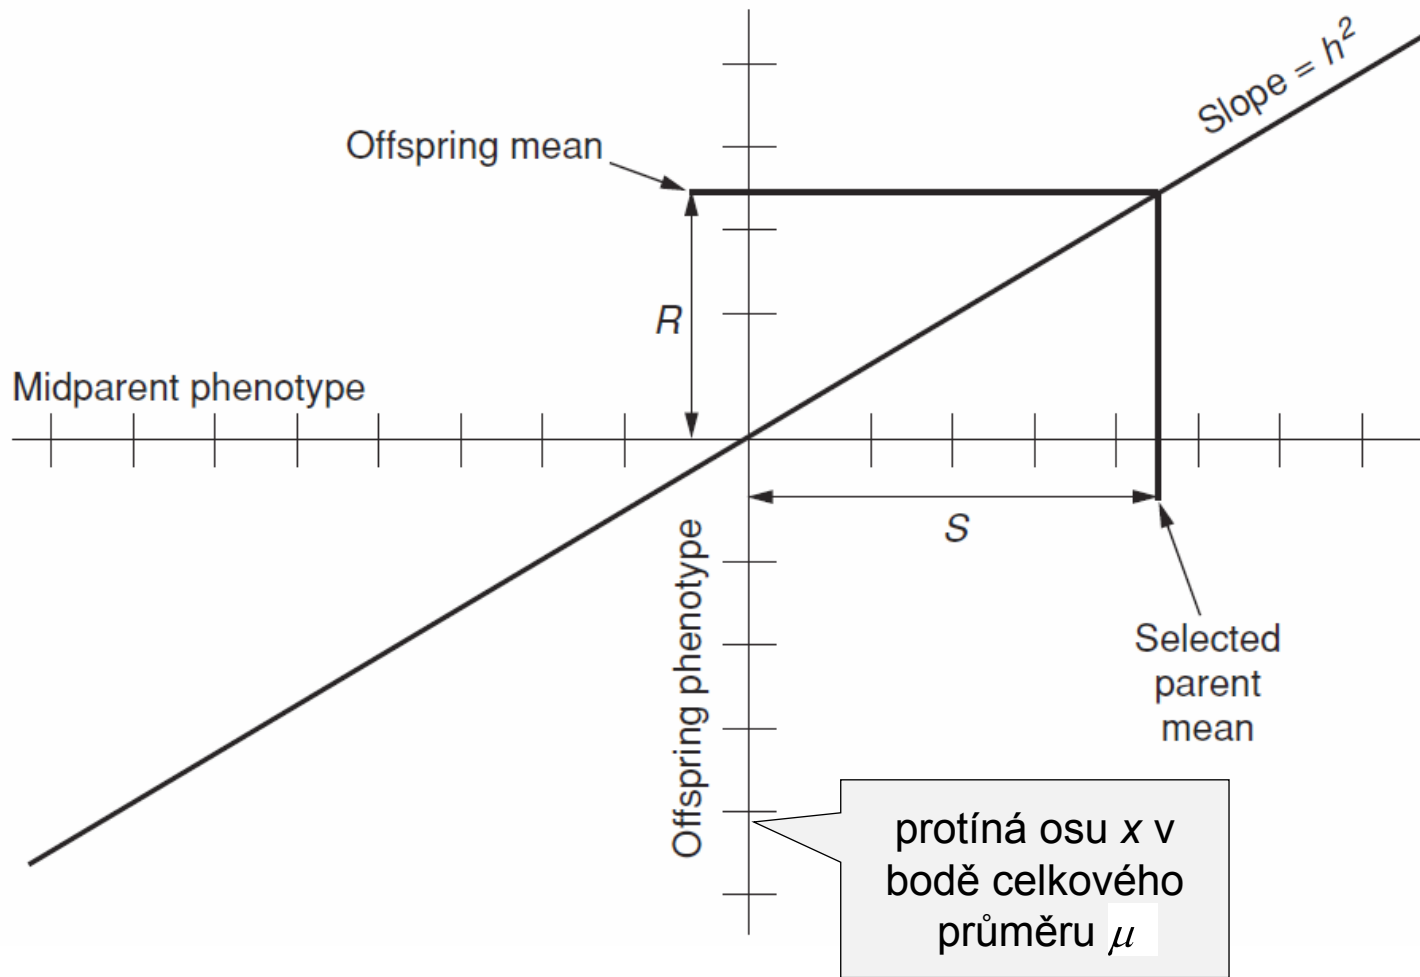 Slope = h²
Offspring mean
R
Midparent phenotype
S
Offspring phenotype
Selected
parent
mean
protíná osu x v
bodě celkového
průměru μ